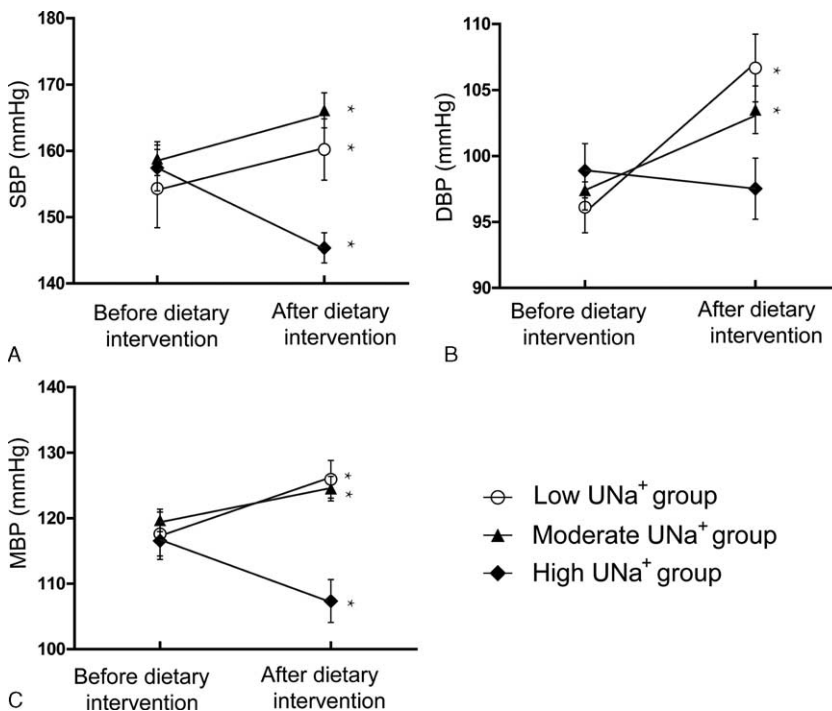 180
170
160
150
140
SBP (mmHg)
*
*
*
Before dietary
intervention
After dietary
intervention
A
110
105
100
95
90
DBP (mmHg)
*
*
Before dietary
intervention
After dietary
intervention
B
140
130
120
110
100
MBP (mmHg)
*
*
*
Before dietary
intervention
After dietary
intervention
C
Low UNa⁺ group
Moderate UNa⁺ group
High UNa⁺ group